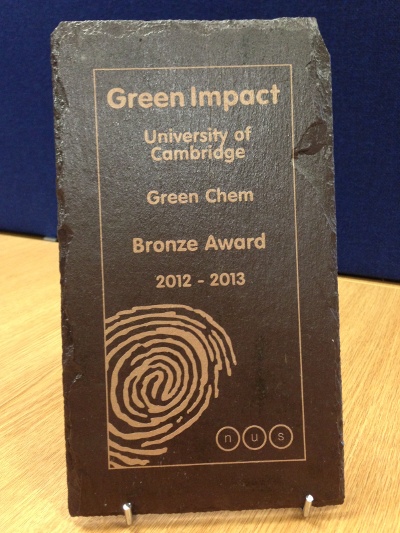 Green Impact
University of
Cambridge
Green Chem
Bronze Award
2012 - 2013
nus